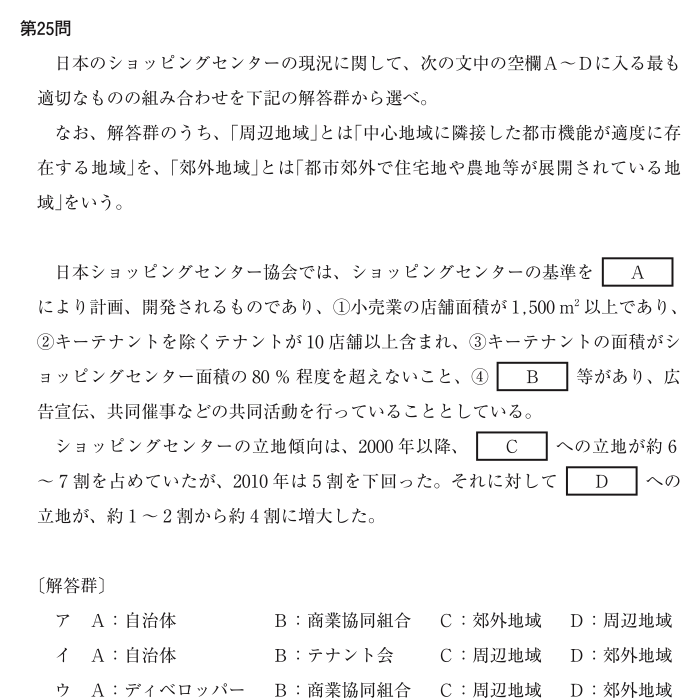 第25問
日本のショッピングセンターの現況に関して、次の文中の空欄A～Dに入る最も
適切なものの組み合わせを下記の解答群から選べ。
なお、解答群のうち、「周辺地域」とは「中心地域に隣接した都市機能が適度に存
在する地域」を、「郊外地域」とは「都市郊外で住宅地や農地等が展開されている地
域」をいう。
日本ショッピングセンター協会では、ショッピングセンターの基準を A
により計画、開発されるものであり、①小売業の店舗面積が1,500 m² 以上であり、
②キーテナントを除くテナントが10店舗以上含まれ、③キーテナントの面積がシ
ョッピングセンター面積の80 % 程度を超えないこと、④ B 等があり、広
告宣伝、共同催事などの共同活動を行っていることとしている。
ショッピングセンターの立地傾向は、2000 年以降、 C への立地が約6
～7割を占めていたが、2010 年は5割を下回った。それに対して D への
立地が、約1～2割から約4割に増大した。
〔解答群〕
ア A：自治体 B：商業協同組合 C：郊外地域 D：周辺地域
イ A：自治体 B：テナント会 C：周辺地域 D：郊外地域
ウ A：ディベロッパー B：商業協同組合 C：周辺地域 D：郊外地域